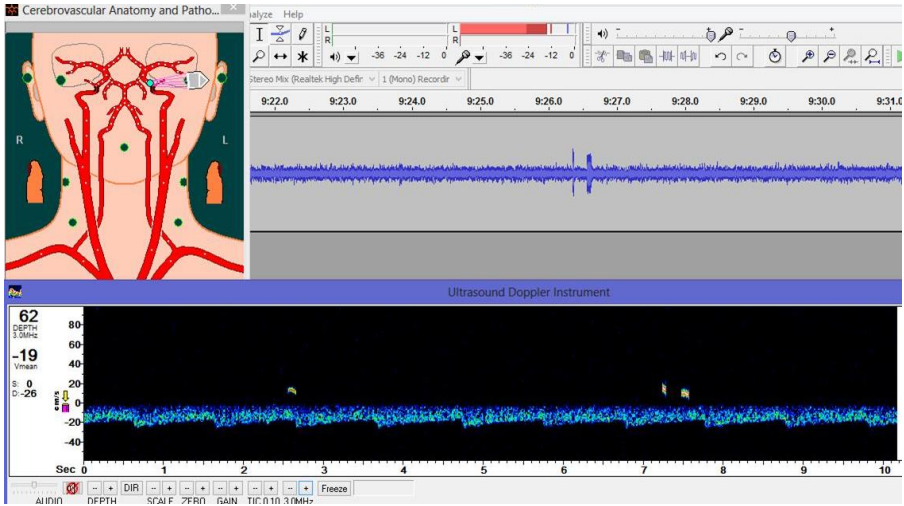 Cerebrovascular Anatomy and Patho...
alyze Help
L
R
L
R
-36 -24 -12 0
-36 -24 -12 0
Stereo Mix (Realtek High Defir
1 (Mono) Recordir
9:22.0 9:23.0 9:24.0 9:25.0 9:26.0 9:27.0 9:28.0 9:29.0 9:30.0 9:31.0
R L
Ultrasound Doppler Instrument
62
DEPTH
3.0MHz
-19
Vmean
S: 0
D:-26
cm/s
80
60
40
20
0
-20
-40
Sec 0 1 2 3 4 5 6 7 8 9 10
-- + DIR -- + -- + -- + -- + -- + Freeze
AUDIO DEPTH SCALE ZERO GAIN TIC 0.10 3.0MHz